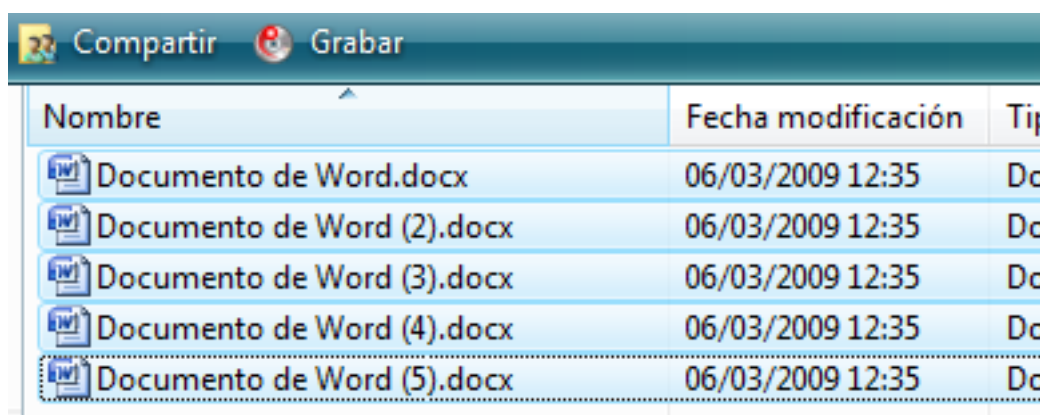 Compartir Grabar
Nombre Fecha modificación
Documento de Word.docx 06/03/2009 12:35
Documento de Word (2).docx 06/03/2009 12:35
Documento de Word (3).docx 06/03/2009 12:35
Documento de Word (4).docx 06/03/2009 12:35
Documento de Word (5).docx 06/03/2009 12:35